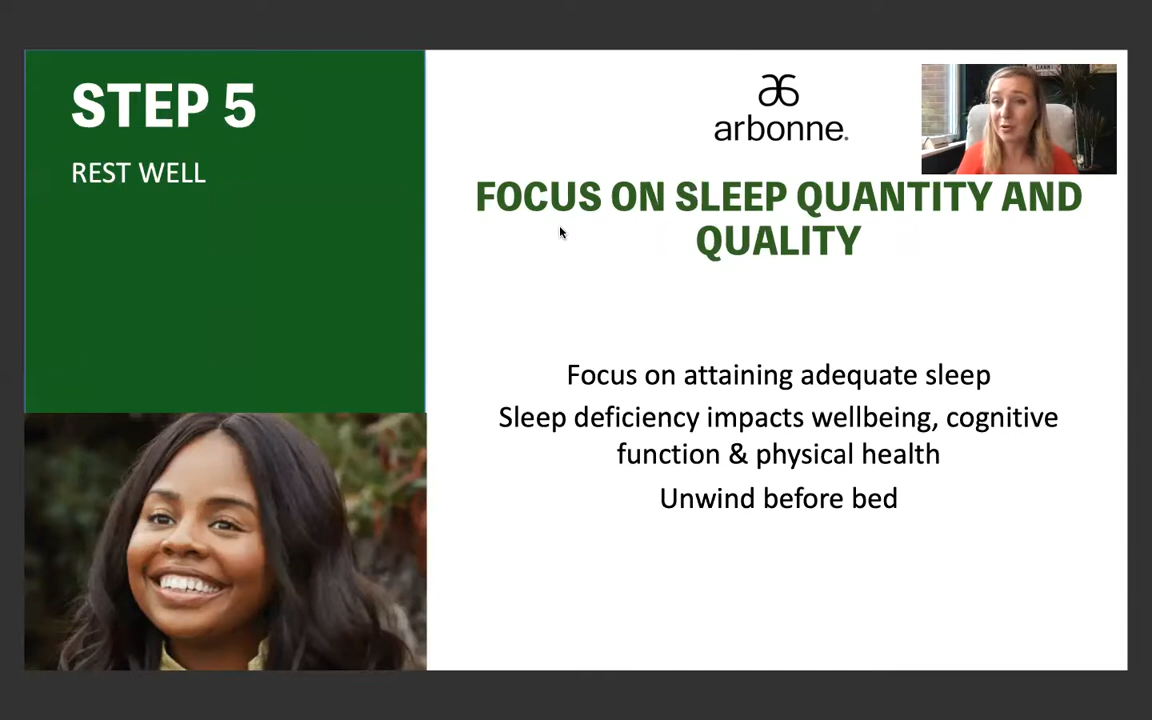 STEP 5
REST WELL
arbonne.
FOCUS ON SLEEP QUANTITY AND
QUALITY
Focus on attaining adequate sleep
Sleep deficiency impacts wellbeing, cognitive
function & physical health
Unwind before bed